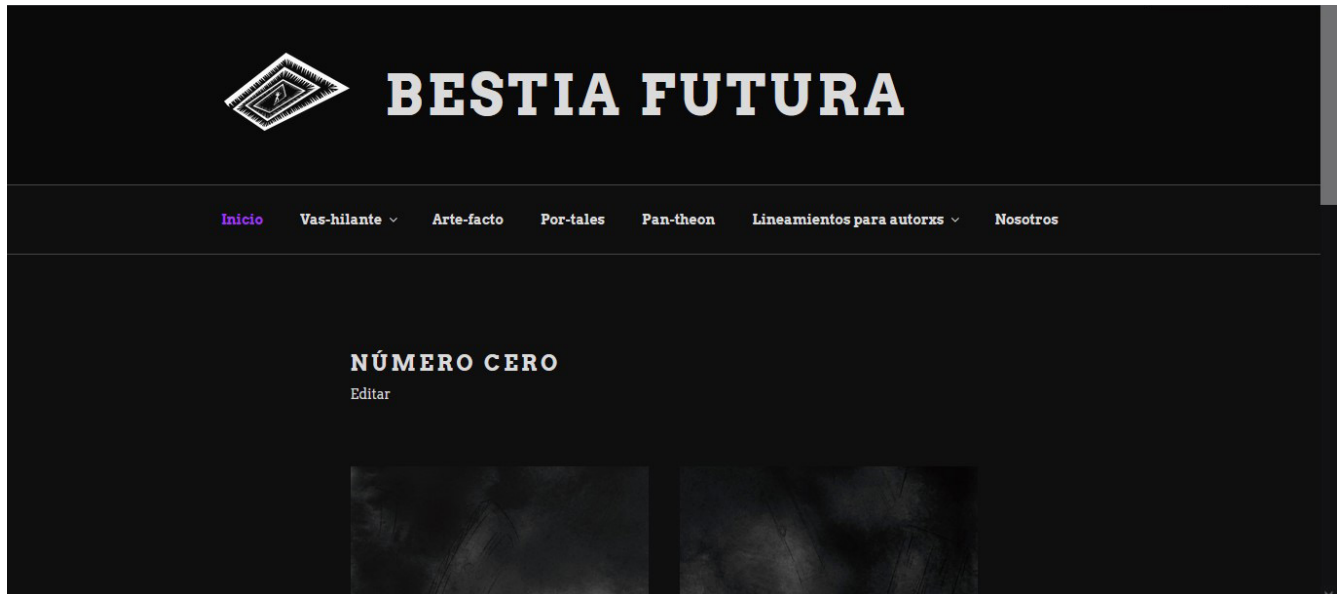 BESTIA FUTURA
Inicio Vas-hilante Arte-facto Por-tales Pan-theon Lineamientos para autorxs Nosotros
NÚMERO CERO
Editar